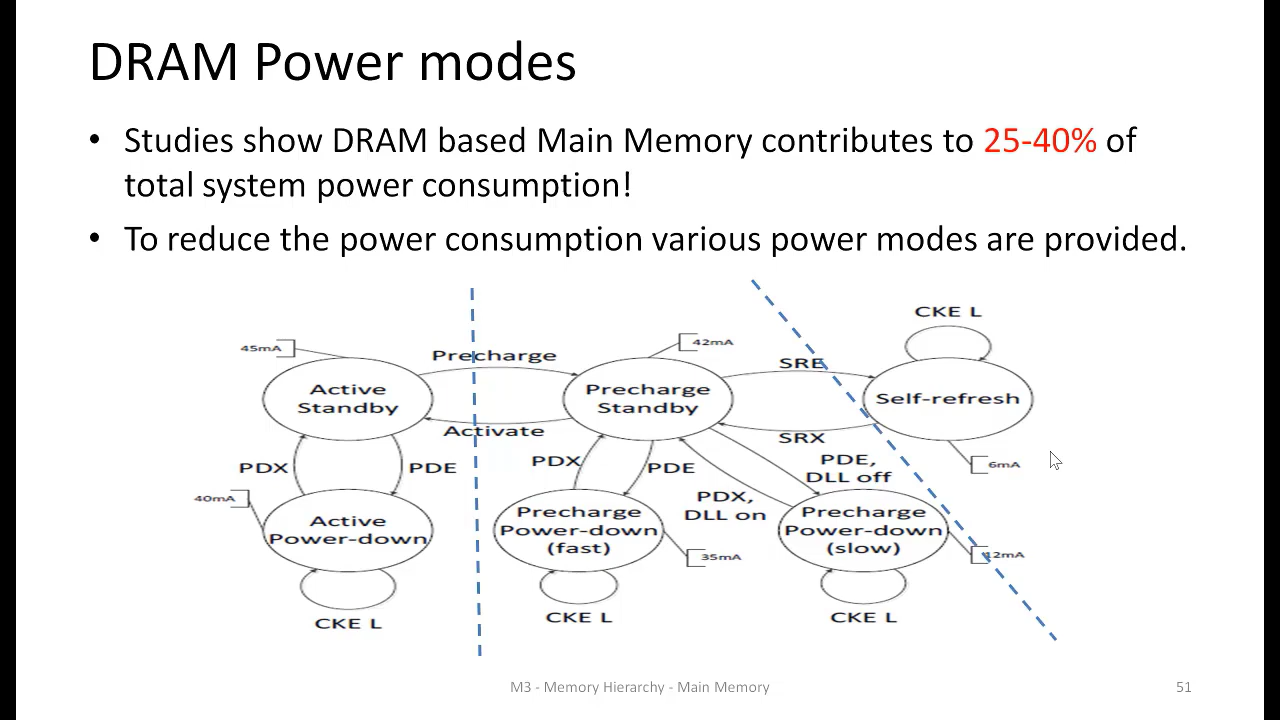 DRAM Power modes
• Studies show DRAM based Main Memory contributes to 25-40% of
total system power consumption!
• To reduce the power consumption various power modes are provided.
CKE L
45mA
42mA
Precharge
SRE
Active
Standby
Precharge
Standby
Self-refresh
Activate
SRX
PDX
PDE
PDX
PDE
PDE,
DLL off
6mA
40mA
PDX,
DLL on
Active
Power-down
Precharge
Power-down
(fast)
Precharge
Power-down
(slow)
35mA
12mA
CKE L
CKE L
CKE L
M3 - Memory Hierarchy - Main Memory
51